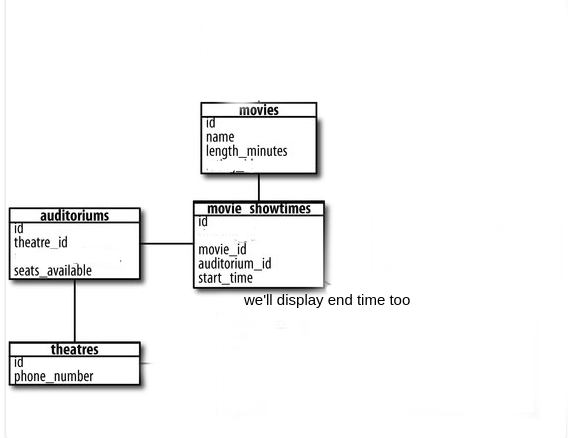 movies
id
name
length_minutes
movie_showtimes
id
movie_id
auditorium_id
start_time
we'll display end time too
auditoriums
id
theatre_id
seats_available
theatres
id
phone_number